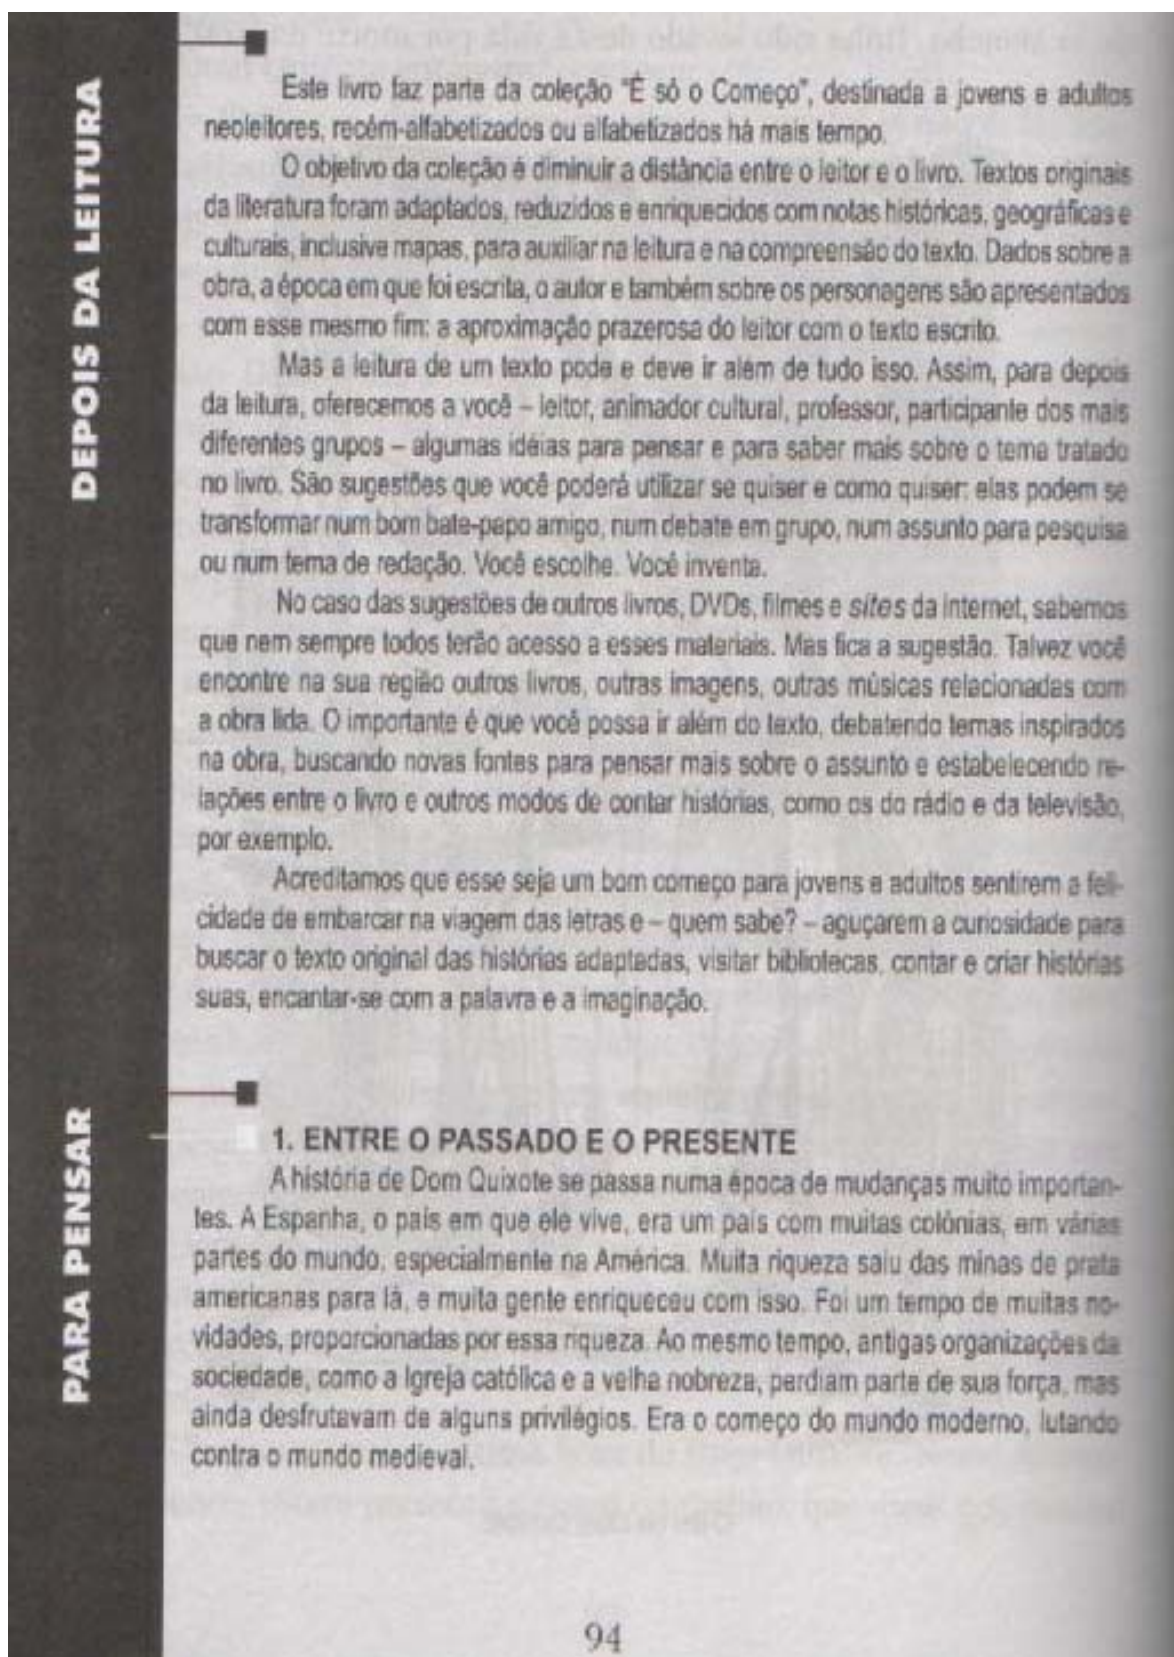 DEPOIS DA LEITURA
Este livro faz parte da coleção "É só o Começo", destinada a jovens e adultos
neoleitores, recém-alfabetizados ou alfabetizados há mais tempo.
O objetivo da coleção é diminuir a distância entre o leitor e o livro. Textos originais
da literatura foram adaptados, reduzidos e enriquecidos com notas históricas, geográficas e
culturais, inclusive mapas, para auxiliar na leitura e na compreensão do texto. Dados sobre a
obra, a época em que foi escrita, o autor e também sobre os personagens são apresentados
com esse mesmo fim: a aproximação prazerosa do leitor com o texto escrito.
Mas a leitura de um texto pode e deve ir além de tudo isso. Assim, para depois
da leitura, oferecemos a você – leitor, animador cultural, professor, participante dos mais
diferentes grupos – algumas idéias para pensar e para saber mais sobre o tema tratado
no livro. São sugestões que você poderá utilizar se quiser e como quiser: elas podem se
transformar num bom bate-papo amigo, num debate em grupo, num assunto para pesquisa
ou num tema de redação. Você escolhe. Você inventa.
No caso das sugestões de outros livros, DVDs, filmes e sites da internet, sabemos
que nem sempre todos terão acesso a esses materiais. Mas fica a sugestão. Talvez você
encontre na sua região outros livros, outras imagens, outras músicas relacionadas com
a obra lida. O importante é que você possa ir além do texto, debatendo temas inspirados
na obra, buscando novas fontes para pensar mais sobre o assunto e estabelecendo re-
lações entre o livro e outros modos de contar histórias, como os do rádio e da televisão,
por exemplo.
Acreditamos que esse seja um bom começo para jovens e adultos sentirem a feli-
cidade de embarcar na viagem das letras e – quem sabe? – aguçarem a curiosidade para
buscar o texto original das histórias adaptadas, visitar bibliotecas, contar e criar histórias
suas, encantar-se com a palavra e a imaginação.
PARA PENSAR
1. ENTRE O PASSADO E O PRESENTE
A história de Dom Quixote se passa numa época de mudanças muito importan-
tes. A Espanha, o país em que ele vive, era um país com muitas colônias, em várias
partes do mundo, especialmente na América. Muita riqueza saiu das minas de prata
americanas para lá, e muita gente enriqueceu com isso. Foi um tempo de muitas no-
vidades, proporcionadas por essa riqueza. Ao mesmo tempo, antigas organizações da
sociedade, como a Igreja católica e a velha nobreza, perdiam parte de sua força, mas
ainda desfrutavam de alguns privilégios. Era o começo do mundo moderno, lutando
contra o mundo medieval.
94